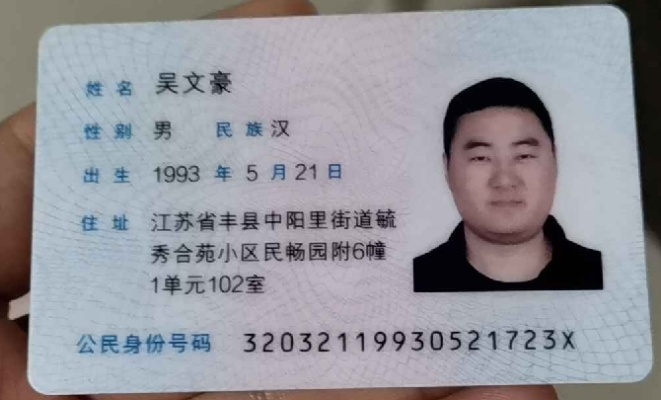 姓名 吴文豪
性别 男 民族 汉
出生 1993 年 5 月 21 日
住址 江苏省丰县中阳里街道毓
秀合苑小区民畅园附6幢
1单元102室
公民身份号码 32032119930521723X